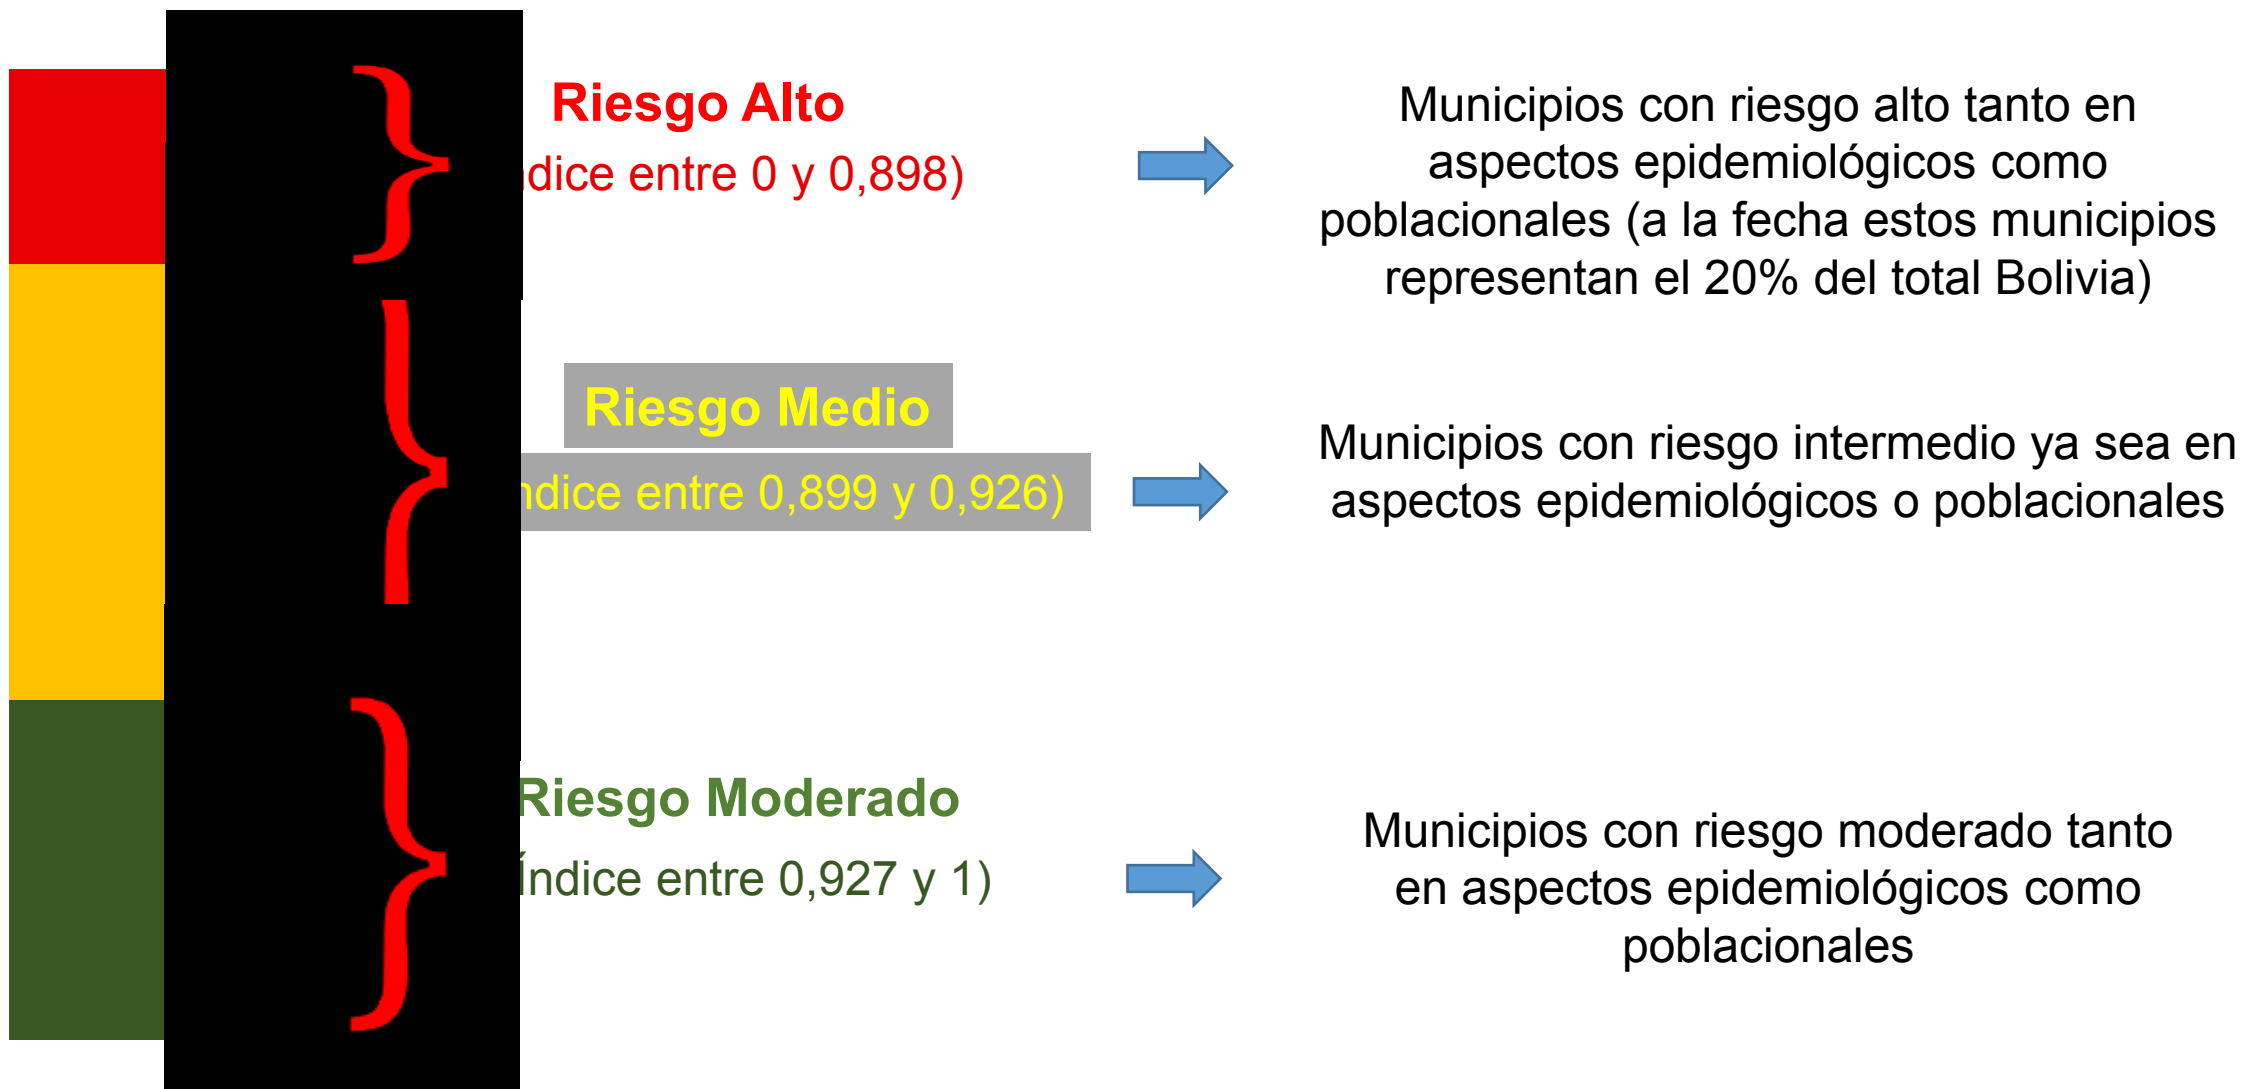 Riesgo Alto
ndice entre 0 y 0,898)
Municipios con riesgo alto tanto en
aspectos epidemiológicos como
poblacionales (a la fecha estos municipios
representan el 20% del total Bolivia)
Riesgo Medio
ndice entre 0,899 y 0,926)
Municipios con riesgo intermedio ya sea en
aspectos epidemiológicos o poblacionales
Riesgo Moderado
Índice entre 0,927 y 1)
Municipios con riesgo moderado tanto
en aspectos epidemiológicos como
poblacionales